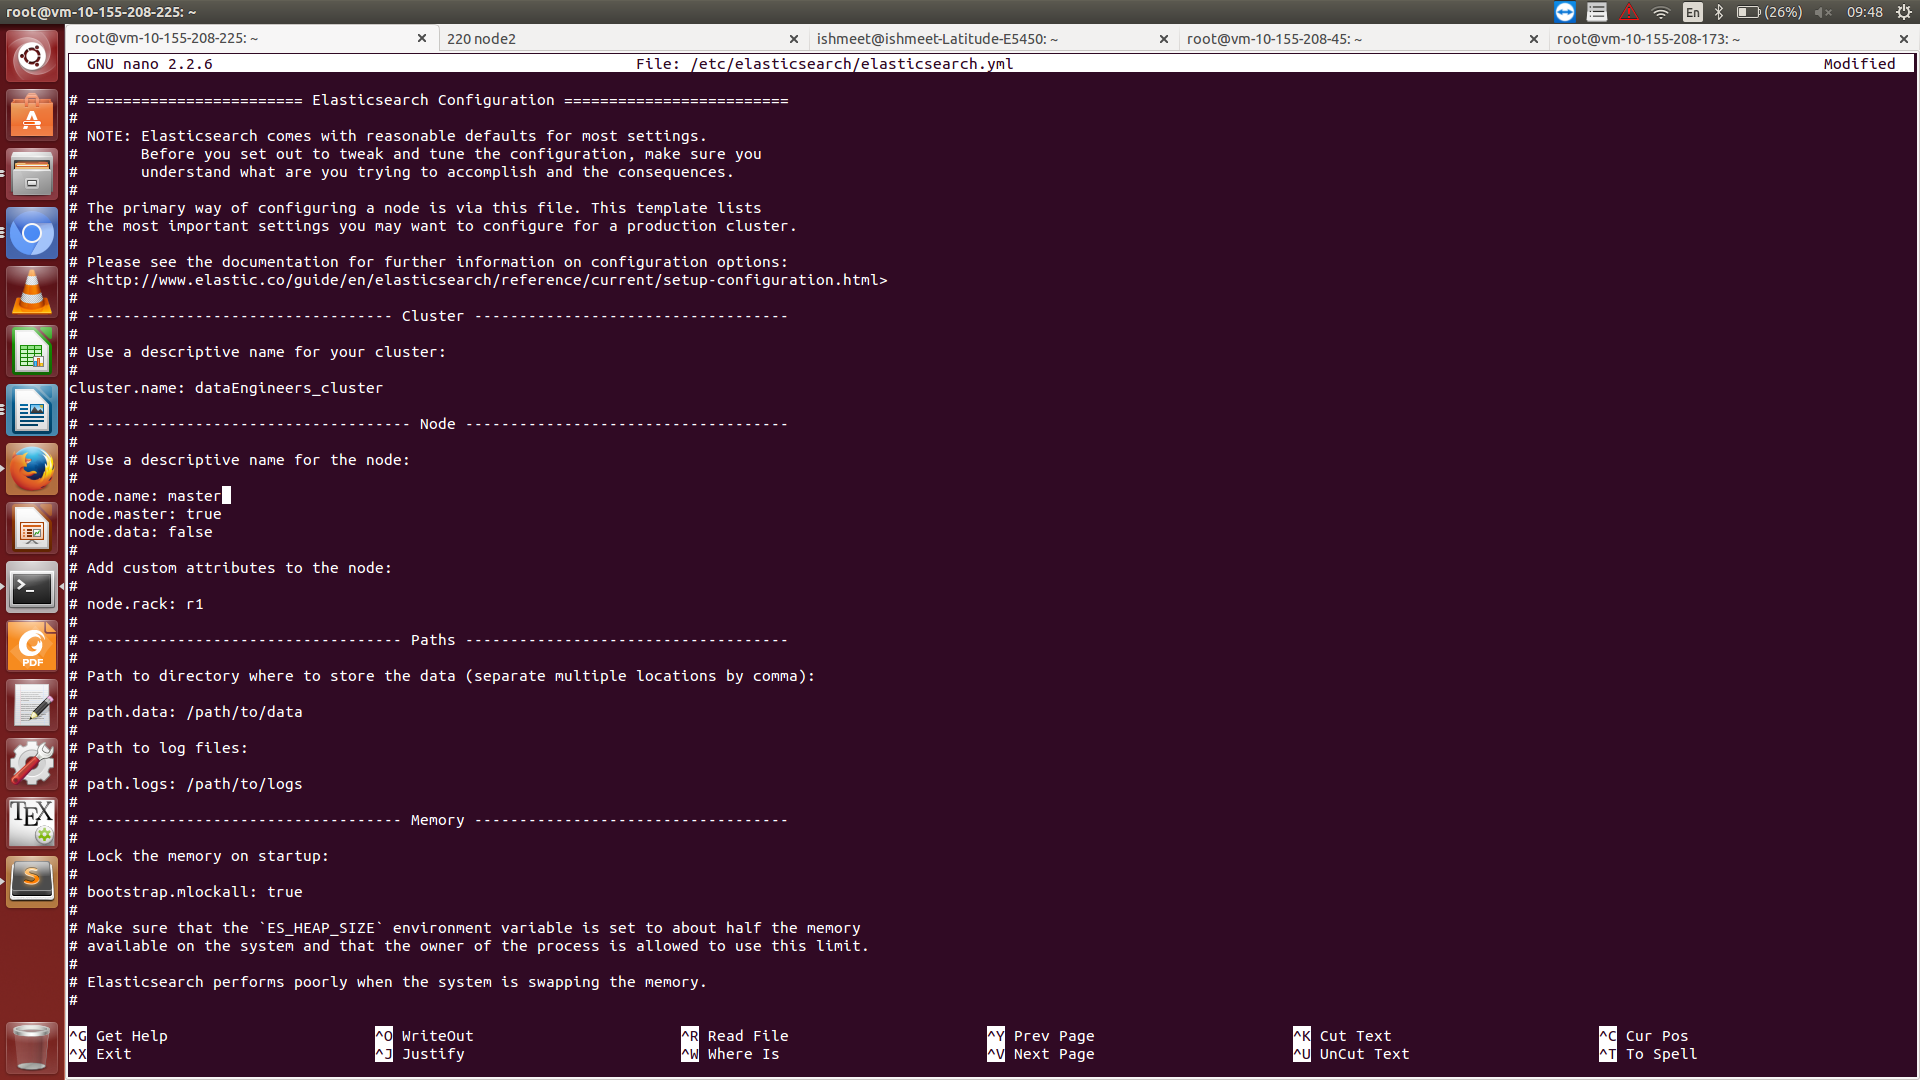 root@vm-10-155-208-225: ~
En (26%) 09:48
root@vm-10-155-208-225: ~ × 220 node2 × ishmeet@ishmeet-Latitude-E5450: ~ × root@vm-10-155-208-45: ~ × root@vm-10-155-208-173: ~ ×
GNU nano 2.2.6 File: /etc/elasticsearch/elasticsearch.yml Modified
# ======================== Elasticsearch Configuration =========================
#
# NOTE: Elasticsearch comes with reasonable defaults for most settings.
#       Before you set out to tweak and tune the configuration, make sure you
#       understand what are you trying to accomplish and the consequences.
#
# The primary way of configuring a node is via this file. This template lists
# the most important settings you may want to configure for a production cluster.
#
# Please see the documentation for further information on configuration options:
# <http://www.elastic.co/guide/en/elasticsearch/reference/current/setup-configuration.html>
#
# ---------------------------------- Cluster -----------------------------------
#
# Use a descriptive name for your cluster:
#
cluster.name: dataEngineers_cluster
#
# ------------------------------------ Node ------------------------------------
#
# Use a descriptive name for the node:
#
node.name: master
node.master: true
node.data: false
#
# Add custom attributes to the node:
#
# node.rack: r1
#
# ----------------------------------- Paths ------------------------------------
#
# Path to directory where to store the data (separate multiple locations by comma):
#
# path.data: /path/to/data
#
# Path to log files:
#
# path.logs: /path/to/logs
#
# ----------------------------------- Memory -----------------------------------
#
# Lock the memory on startup:
#
# bootstrap.mlockall: true
#
# Make sure that the `ES_HEAP_SIZE` environment variable is set to about half the memory
# available on the system and that the owner of the process is allowed to use this limit.
#
# Elasticsearch performs poorly when the system is swapping the memory.
#
^G Get Help ^O WriteOut ^R Read File ^Y Prev Page ^K Cut Text ^C Cur Pos
^X Exit ^J Justify ^W Where Is ^V Next Page ^U UnCut Text ^T To Spell
A
>_
PDF
TEX
S